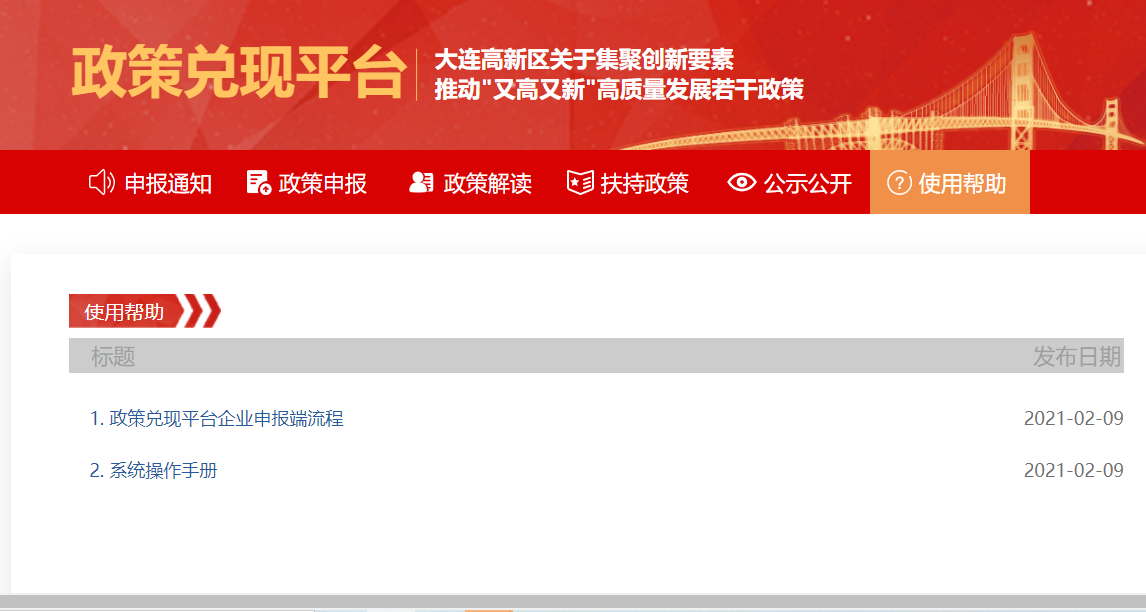 政策兑现平台
大连高新区关于集聚创新要素
推动"又高又新"高质量发展若干政策
申报通知 政策申报 政策解读 扶持政策 公示公开 使用帮助
使用帮助
标题 发布日期
1. 政策兑现平台企业申报端流程 2021-02-09
2. 系统操作手册 2021-02-09